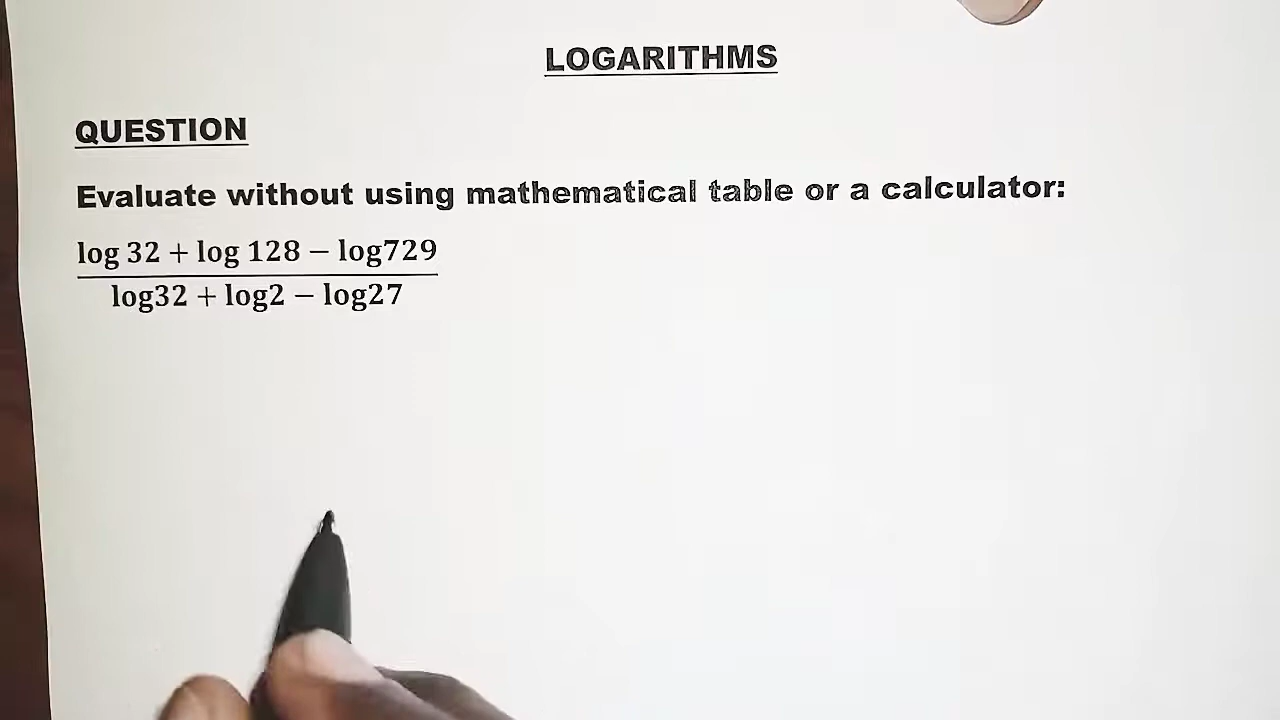 LOGARITHMS
QUESTION
Evaluate without using mathematical table or a calculator:
log 32 + log 128 − log729
log32 + log2 − log27